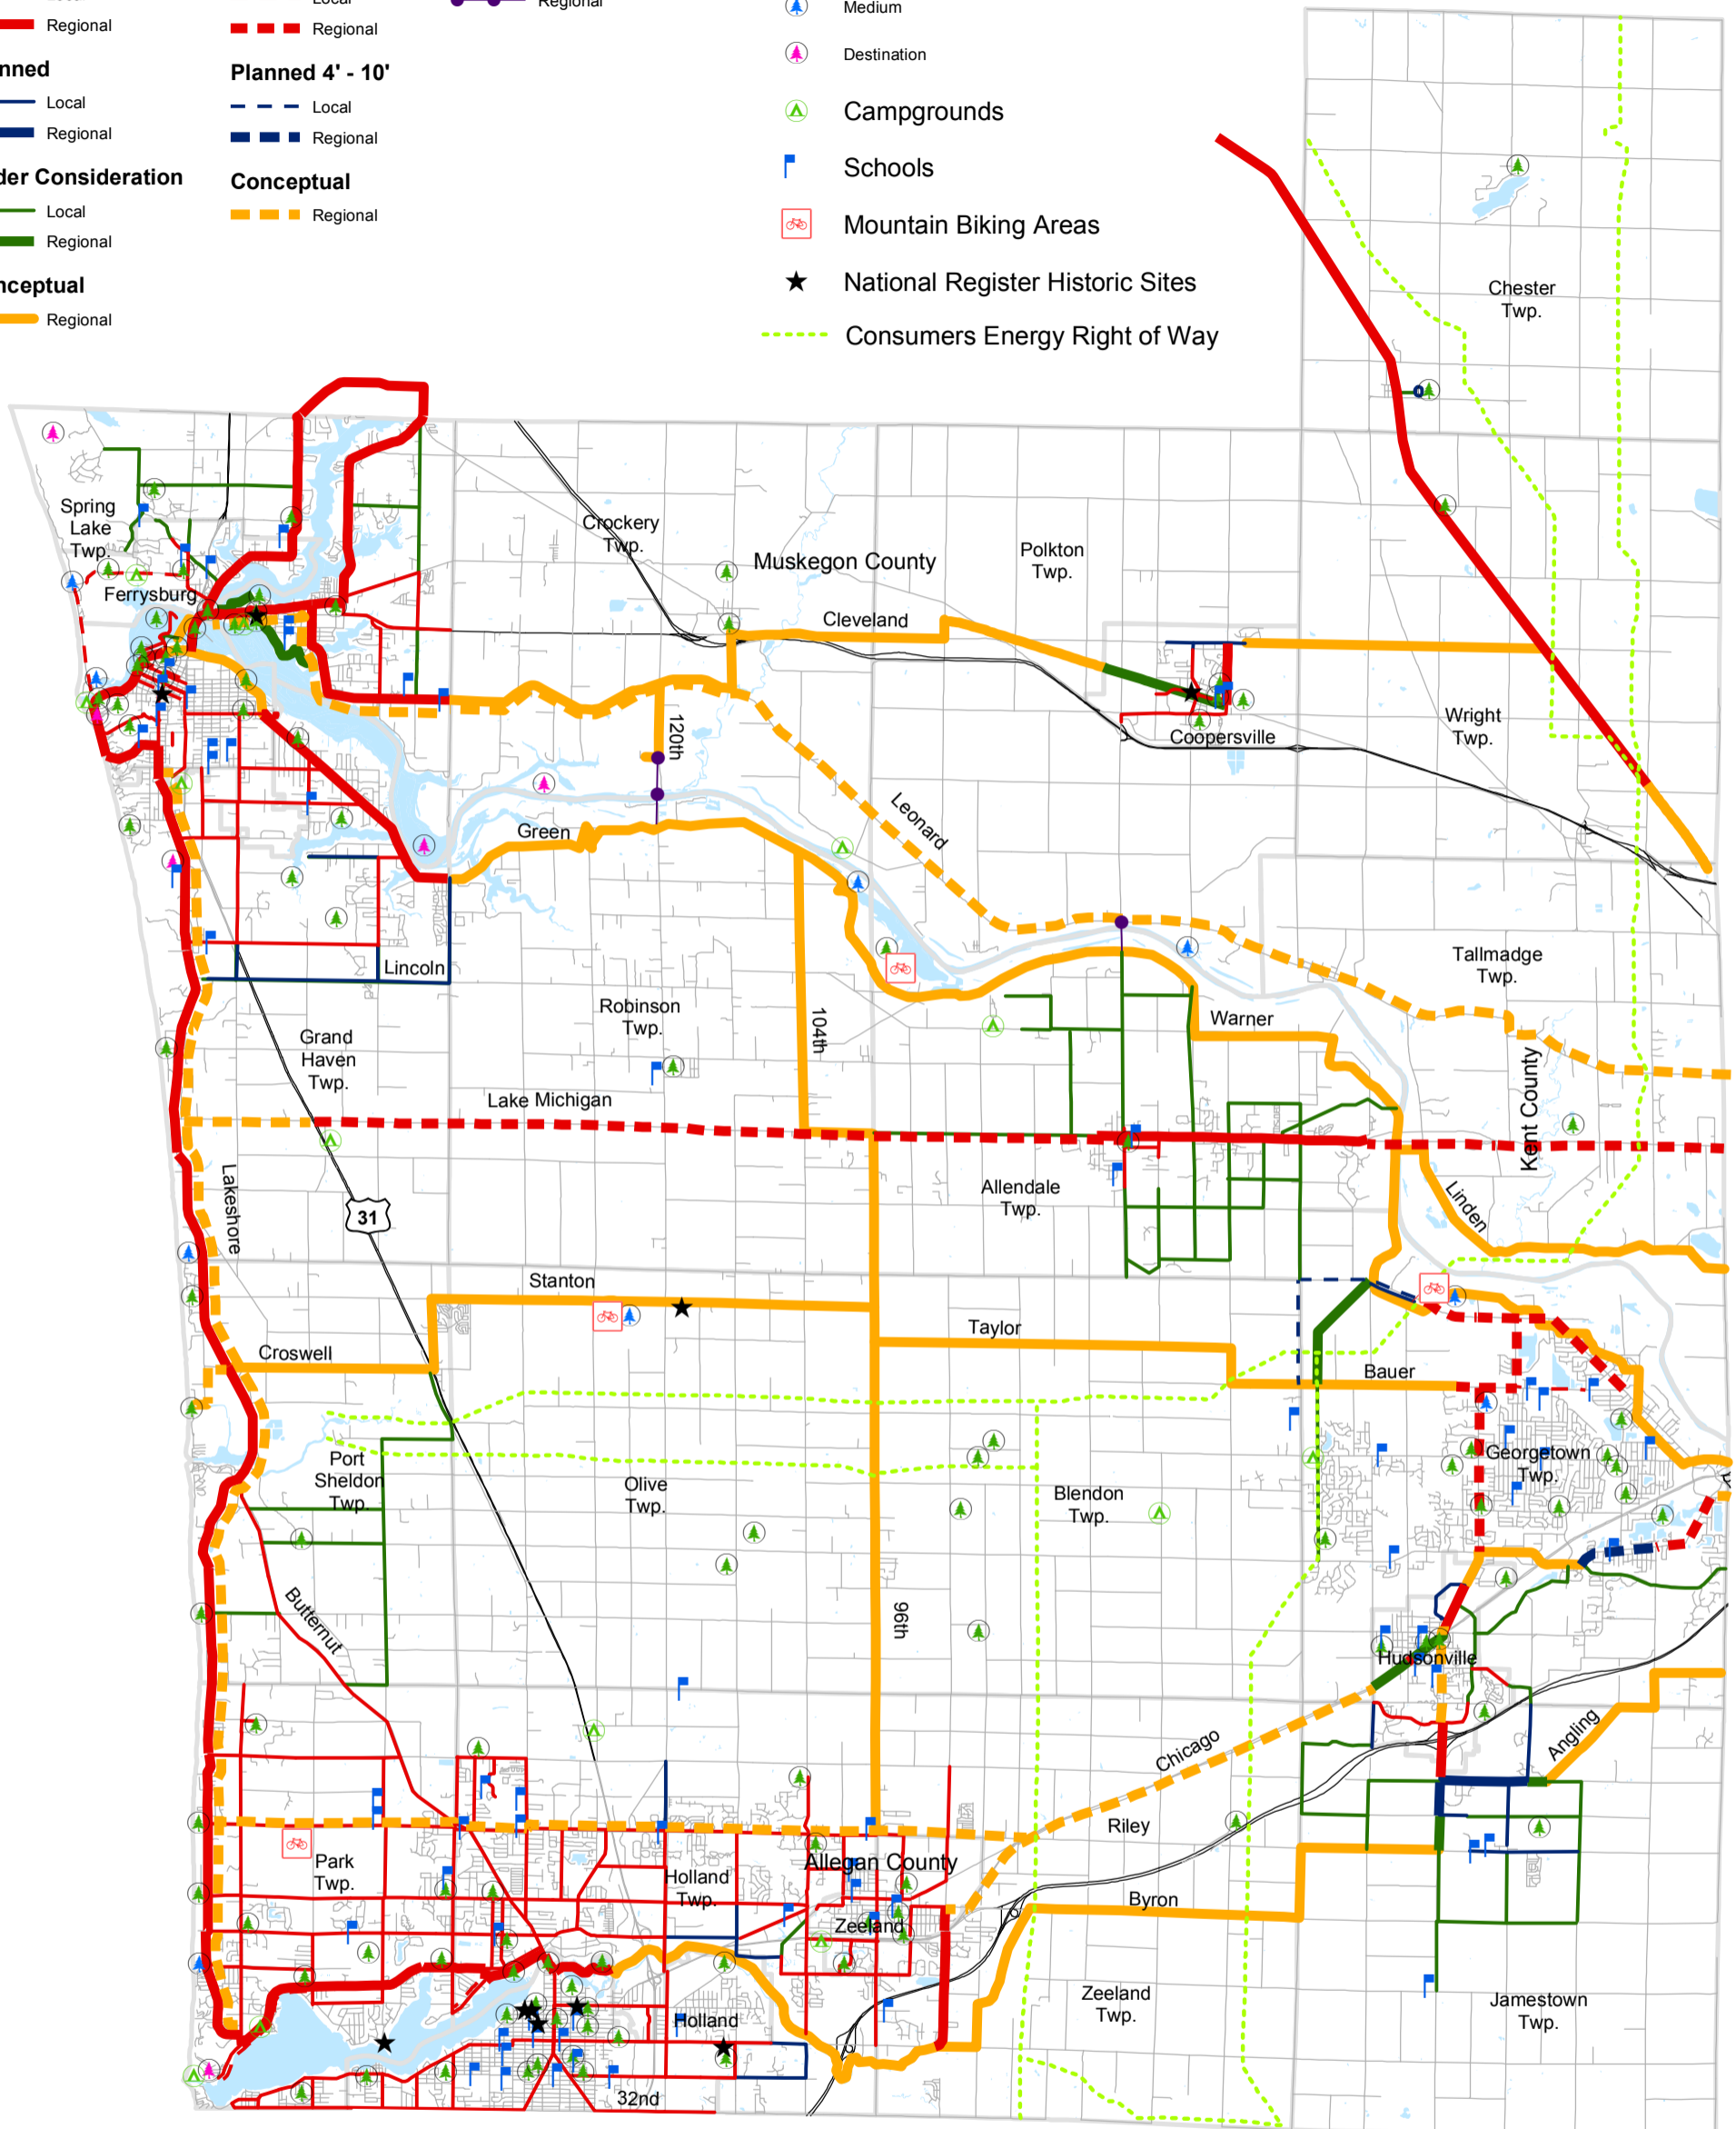 Local
Regional
nned
Local
Regional
der Consideration
Local
Regional
nceptual
Regional
Local
Regional
Planned 4' - 10'
Local
Regional
Conceptual
Regional
Regional
Medium
Destination
Campgrounds
Schools
Mountain Biking Areas
National Register Historic Sites
Consumers Energy Right of Way
Chester
Twp.
Spring
Lake
Twp.
Crockery
Twp.
Muskegon County
Polkton
Twp.
Ferrysburg
Cleveland
120th
Coopersville
Wright
Twp.
Green
Leonard
Lincoln
Tallmadge
Twp.
Robinson
Twp.
Warner
104th
Grand
Haven
Twp.
Lake Michigan
Kent County
Lakeshore
31
Allendale
Twp.
Linden
Stanton
Taylor
Croswell
Bauer
Port
Sheldon
Twp.
Olive
Twp.
Blendon
Twp.
Georgetown
Twp.
Butternut
96th
Hudsonville
Chicago
Angling
Riley
Park
Twp.
Holland
Twp.
Allegan County
Byron
Zeeland
Zeeland
Twp.
Jamestown
Twp.
Holland
32nd